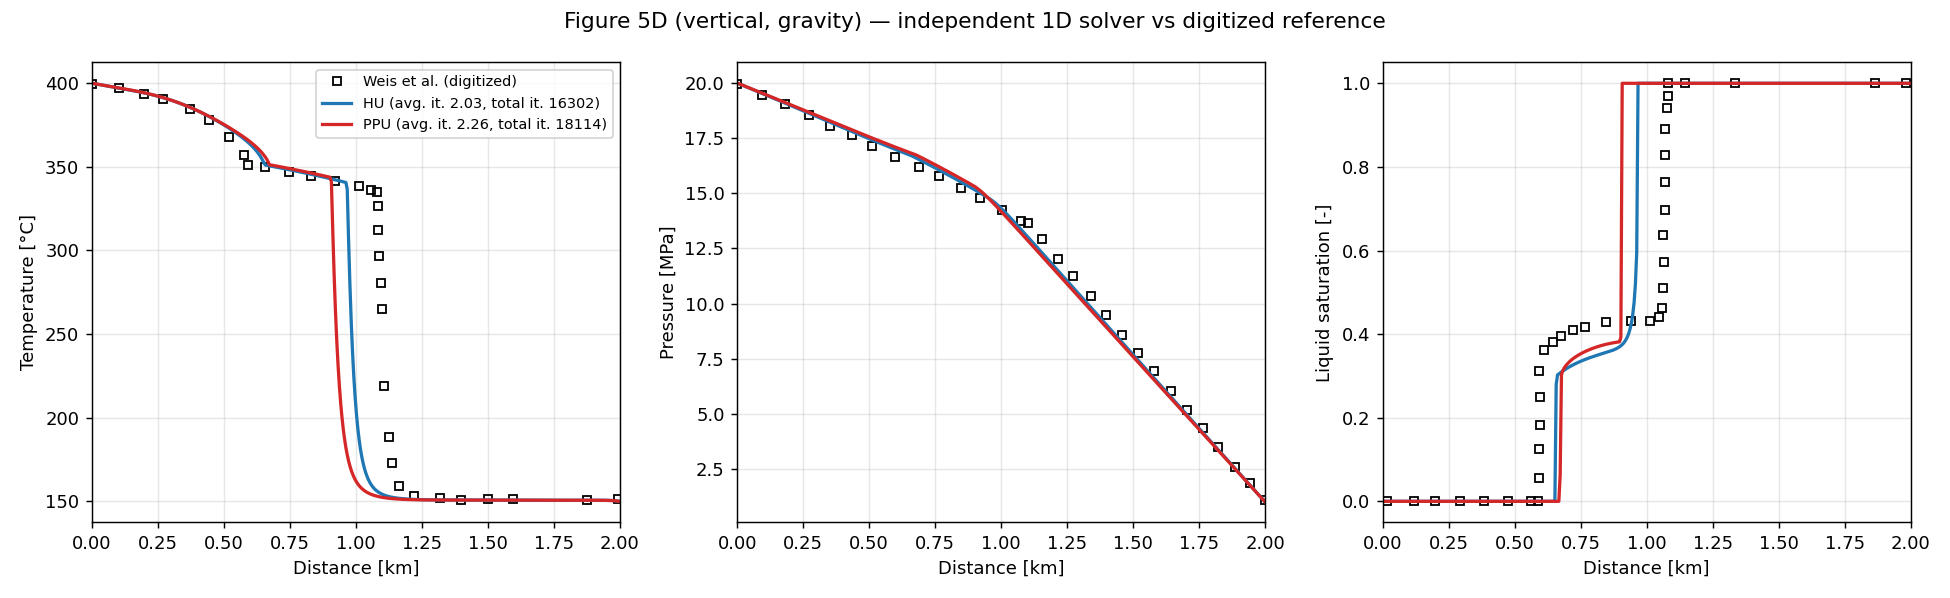 Figure 5D (vertical, gravity) — independent 1D solver vs digitized reference
Weis et al. (digitized)
HU (avg. it. 2.03, total it. 16302)
PPU (avg. it. 2.26, total it. 18114)
Temperature [°C]
400
350
300
250
200
150
0.00 0.25 0.50 0.75 1.00 1.25 1.50 1.75 2.00
Distance [km]
Pressure [MPa]
20.0
17.5
15.0
12.5
10.0
7.5
5.0
2.5
0.00 0.25 0.50 0.75 1.00 1.25 1.50 1.75 2.00
Distance [km]
Liquid saturation [-]
1.0
0.8
0.6
0.4
0.2
0.0
0.00 0.25 0.50 0.75 1.00 1.25 1.50 1.75 2.00
Distance [km]